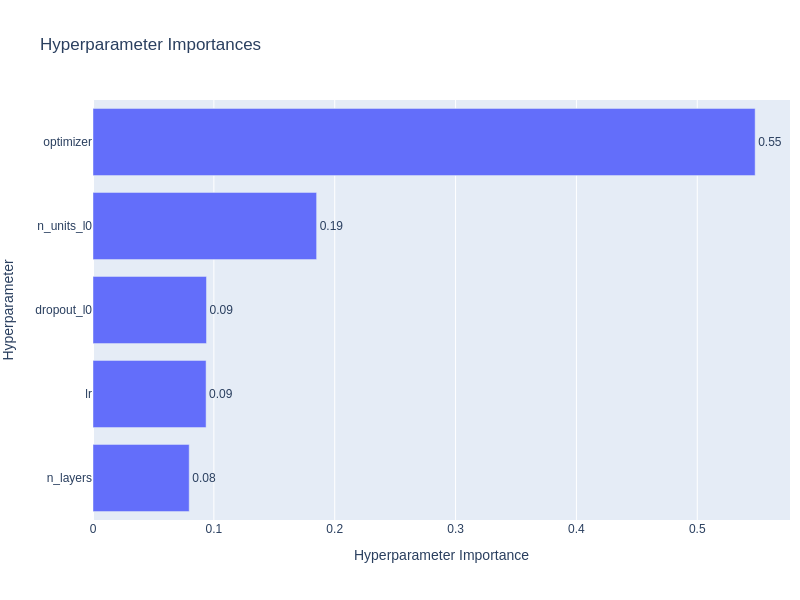 Hyperparameter Importances
optimizer
0.55
n_units_l0
0.19
dropout_l0
0.09
lr
0.09
n_layers
0.08
0
0.1
0.2
0.3
0.4
0.5
Hyperparameter Importance
Hyperparameter